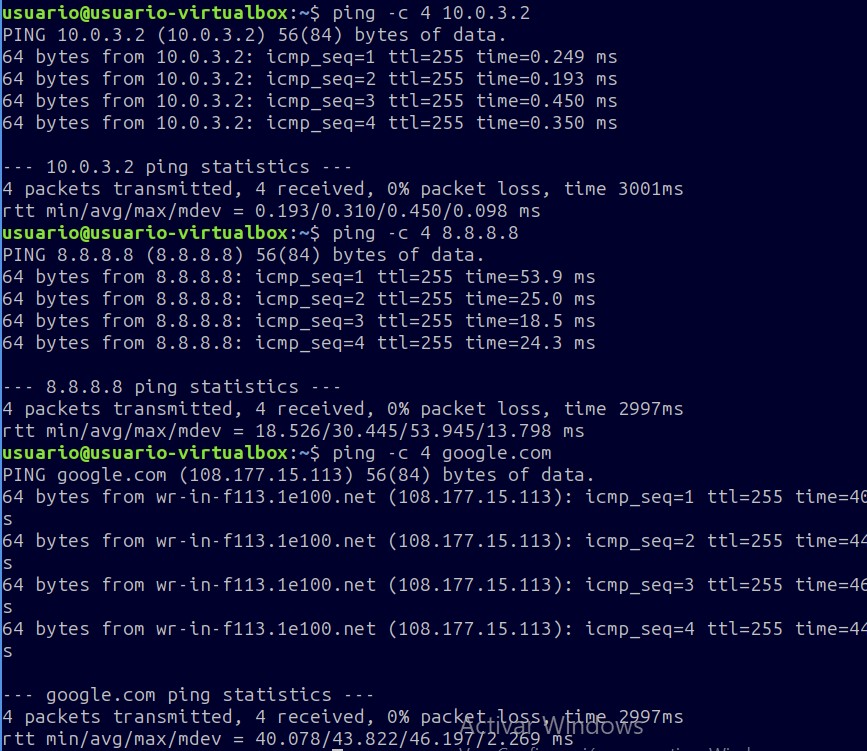 usuario@usuario-virtualbox:~$ ping -c 4 10.0.3.2
PING 10.0.3.2 (10.0.3.2) 56(84) bytes of data.
64 bytes from 10.0.3.2: icmp_seq=1 ttl=255 time=0.249 ms
64 bytes from 10.0.3.2: icmp_seq=2 ttl=255 time=0.193 ms
64 bytes from 10.0.3.2: icmp_seq=3 ttl=255 time=0.450 ms
64 bytes from 10.0.3.2: icmp_seq=4 ttl=255 time=0.350 ms
--- 10.0.3.2 ping statistics ---
4 packets transmitted, 4 received, 0% packet loss, time 3001ms
rtt min/avg/max/mdev = 0.193/0.310/0.450/0.098 ms
usuario@usuario-virtualbox:~$ ping -c 4 8.8.8.8
PING 8.8.8.8 (8.8.8.8) 56(84) bytes of data.
64 bytes from 8.8.8.8: icmp_seq=1 ttl=255 time=53.9 ms
64 bytes from 8.8.8.8: icmp_seq=2 ttl=255 time=25.0 ms
64 bytes from 8.8.8.8: icmp_seq=3 ttl=255 time=18.5 ms
64 bytes from 8.8.8.8: icmp_seq=4 ttl=255 time=24.3 ms
--- 8.8.8.8 ping statistics ---
4 packets transmitted, 4 received, 0% packet loss, time 2997ms
rtt min/avg/max/mdev = 18.526/30.445/53.945/13.798 ms
usuario@usuario-virtualbox:~$ ping -c 4 google.com
PING google.com (108.177.15.113) 56(84) bytes of data.
64 bytes from wr-in-f113.1e100.net (108.177.15.113): icmp_seq=1 ttl=255 time=40
s
64 bytes from wr-in-f113.1e100.net (108.177.15.113): icmp_seq=2 ttl=255 time=44
s
64 bytes from wr-in-f113.1e100.net (108.177.15.113): icmp_seq=3 ttl=255 time=46
s
64 bytes from wr-in-f113.1e100.net (108.177.15.113): icmp_seq=4 ttl=255 time=44
s
--- google.com ping statistics ---
4 packets transmitted, 4 received, 0% packet loss, time 2997ms
Activar Windows
rtt min/avg/max/mdev = 40.078/43.822/46.197/2.269 ms